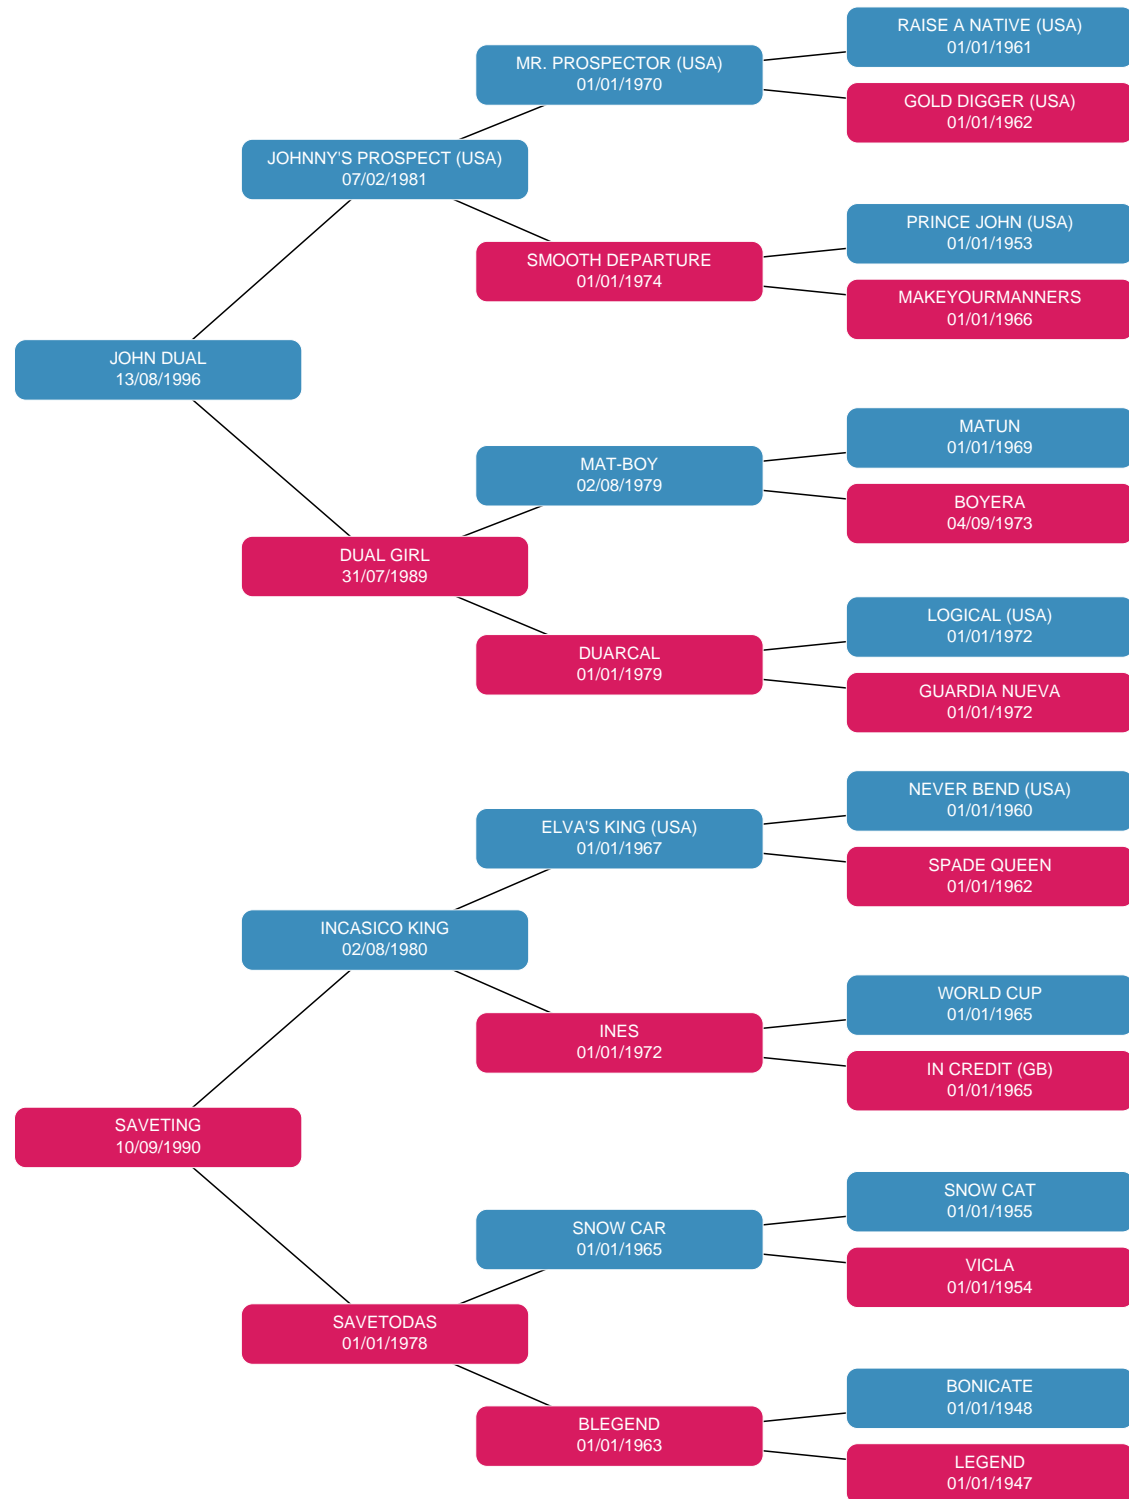 RAISE A NATIVE (USA)
01/01/1961
MR. PROSPECTOR (USA)
01/01/1970
GOLD DIGGER (USA)
01/01/1962
JOHNNY'S PROSPECT (USA)
07/02/1981
PRINCE JOHN (USA)
01/01/1953
SMOOTH DEPARTURE
01/01/1974
MAKEYOURMANNERS
01/01/1966
JOHN DUAL
13/08/1996
MATUN
01/01/1969
MAT-BOY
02/08/1979
BOYERA
04/09/1973
DUAL GIRL
31/07/1989
LOGICAL (USA)
01/01/1972
DUARCAL
01/01/1979
GUARDIA NUEVA
01/01/1972
NEVER BEND (USA)
01/01/1960
ELVA'S KING (USA)
01/01/1967
SPADE QUEEN
01/01/1962
INCASICO KING
02/08/1980
WORLD CUP
01/01/1965
INES
01/01/1972
IN CREDIT (GB)
01/01/1965
SAVETING
10/09/1990
SNOW CAT
01/01/1955
SNOW CAR
01/01/1965
VICLA
01/01/1954
SAVETODAS
01/01/1978
BONICATE
01/01/1948
BLEGEND
01/01/1963
LEGEND
01/01/1947